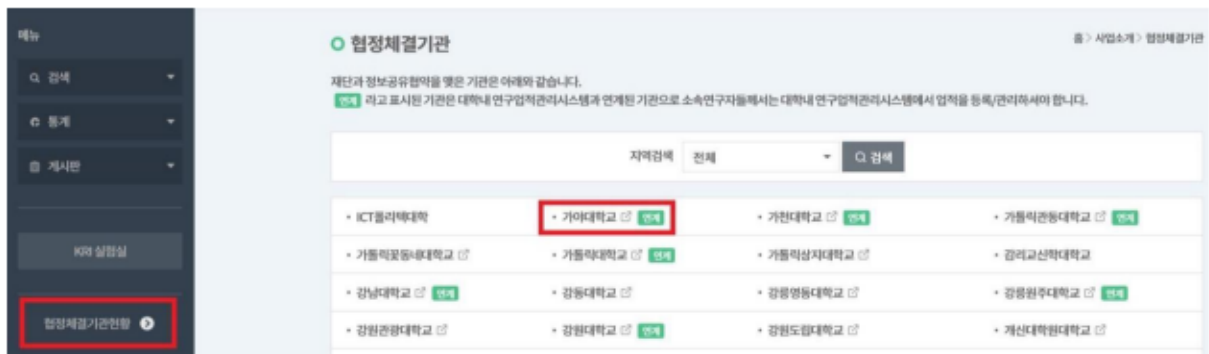 메뉴
검색
통계
게시판
KRI 실험실
협정체결기관현황
협정체결기관
홈 > 사업소개 > 협정체결기관
재단과 정보공유협약을 맺은 기관은 아래와 같습니다.
연계 라고 표시된 기관은 대학내 연구업적관리시스템과 연계된 기관으로 소속연구자들께서는 대학내 연구업적관리시스템에서 업적을 등록/관리하셔야 합니다.
지역검색 전체 검색
• ICT폴리텍대학 • 가야대학교 연계 • 가천대학교 연계 • 가톨릭관동대학교 연계
• 가톨릭꽃동네대학교 • 가톨릭대학교 연계 • 가톨릭상지대학교 • 감리교신학대학교
• 강남대학교 연계 • 강동대학교 • 강릉영동대학교 • 강릉원주대학교 연계
• 강원관광대학교 • 강원대학교 연계 • 강원도립대학교 • 개신대학원대학교